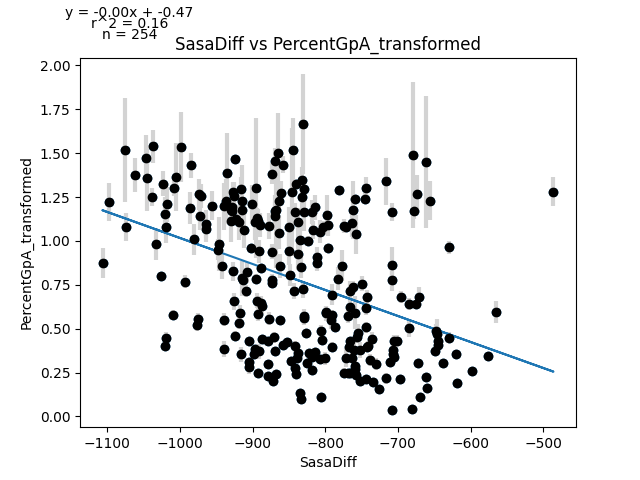 y = -0.00x + -0.47
r^2 = 0.16
n = 254
SasaDiff vs PercentGpA_transformed
2.00
1.75
1.50
1.25
1.00
0.75
0.50
0.25
0.00
PercentGpA_transformed
−1100
−1000
−900
−800
−700
−600
−500
SasaDiff